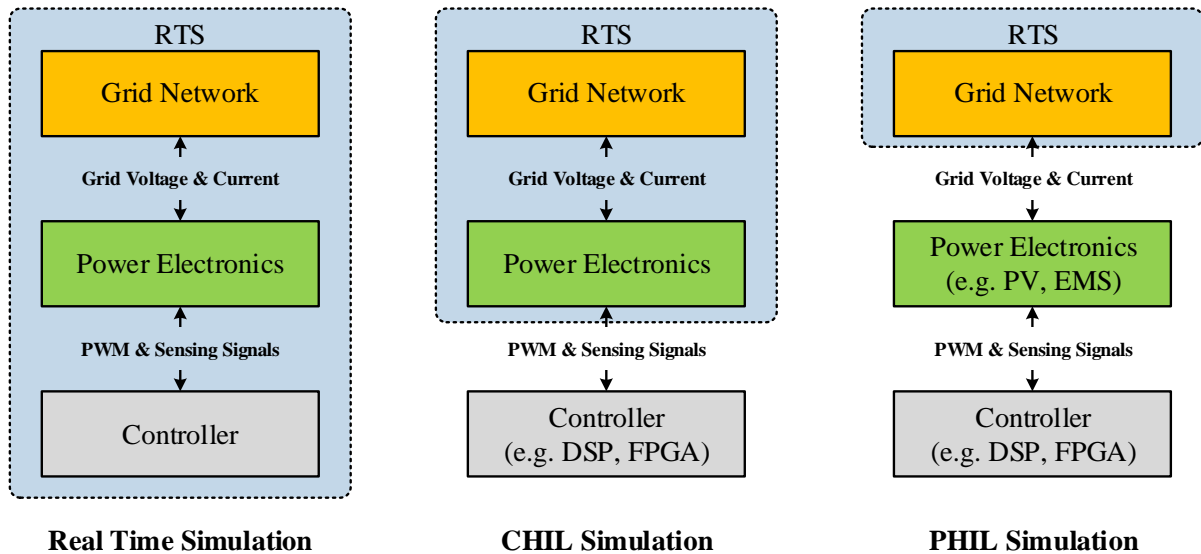 RTS
Grid Network
Grid Voltage & Current
Power Electronics
PWM & Sensing Signals
Controller
Real Time Simulation
RTS
Grid Network
Grid Voltage & Current
Power Electronics
PWM & Sensing Signals
Controller
(e.g. DSP, FPGA)
CHIL Simulation
RTS
Grid Network
Grid Voltage & Current
Power Electronics
(e.g. PV, EMS)
PWM & Sensing Signals
Controller
(e.g. DSP, FPGA)
PHIL Simulation